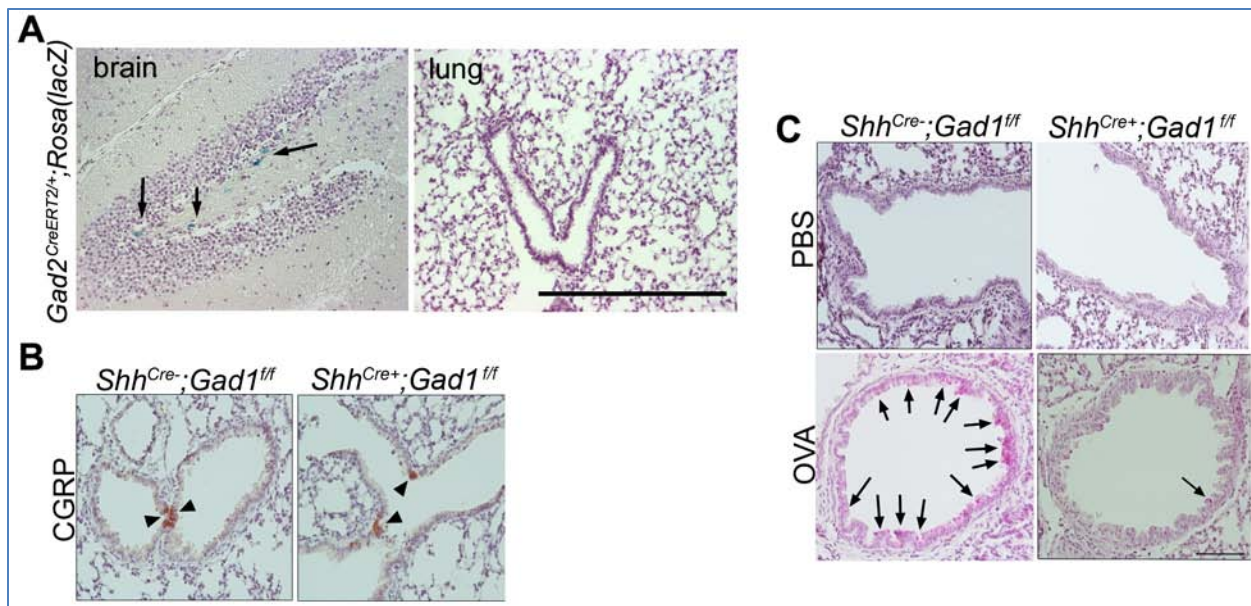 A
Gad2CreERT2/+;Rosa(lacZ)
brain
lung
B
ShhCre-;Gad1f/f
ShhCre+;Gad1f/f
CGRP
C
ShhCre-;Gad1f/f
ShhCre+;Gad1f/f
PBS
OVA